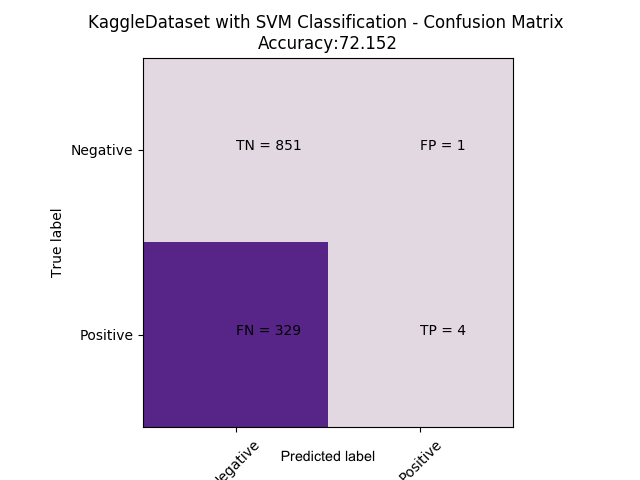 KaggleDataset with SVM Classification - Confusion Matrix
Accuracy:72.152
Negative
TN = 851
FP = 1
True label
Positive
FN = 329
TP = 4
Predicted label
Positive